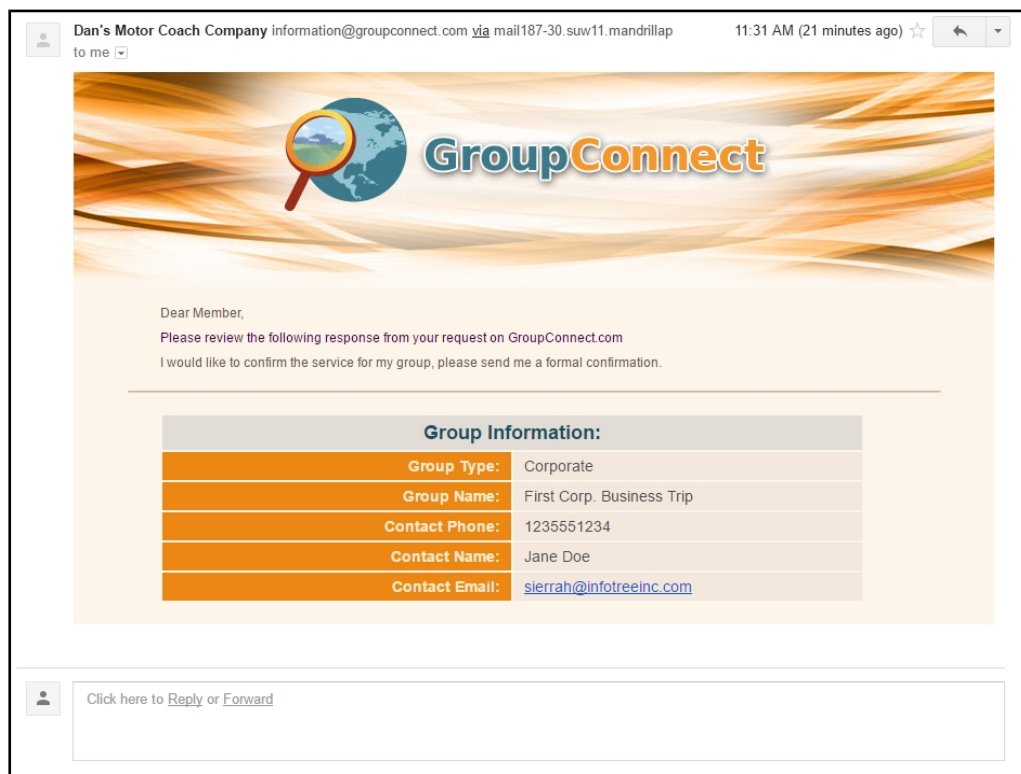 Dan's Motor Coach Company information@groupconnect.com via mail187-30.suw11.mandrillap 11:31 AM (21 minutes ago)
to me
GroupConnect
Dear Member,
Please review the following response from your request on GroupConnect.com
I would like to confirm the service for my group, please send me a formal confirmation.
Group Information:
Group Type: Corporate
Group Name: First Corp. Business Trip
Contact Phone: 1235551234
Contact Name: Jane Doe
Contact Email: sierrah@infotreeinc.com
Click here to Reply or Forward